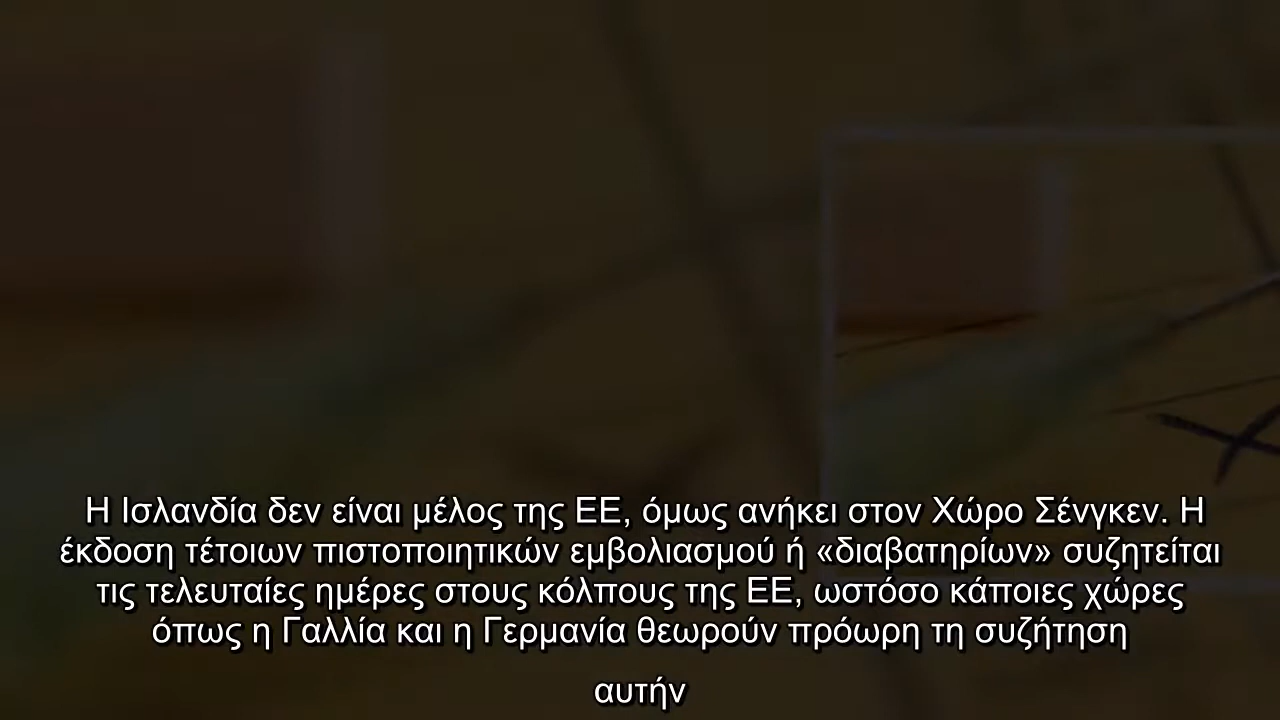 Η Ισλανδία δεν είναι μέλος της ΕΕ, όμως ανήκει στον Χώρο Σένγκεν. Η
έκδοση τέτοιων πιστοποιητικών εμβολιασμού ή «διαβατηρίων» συζητείται
τις τελευταίες ημέρες στους κόλπους της ΕΕ, ωστόσο κάποιες χώρες
όπως η Γαλλία και η Γερμανία θεωρούν πρόωρη τη συζήτηση
αυτήν